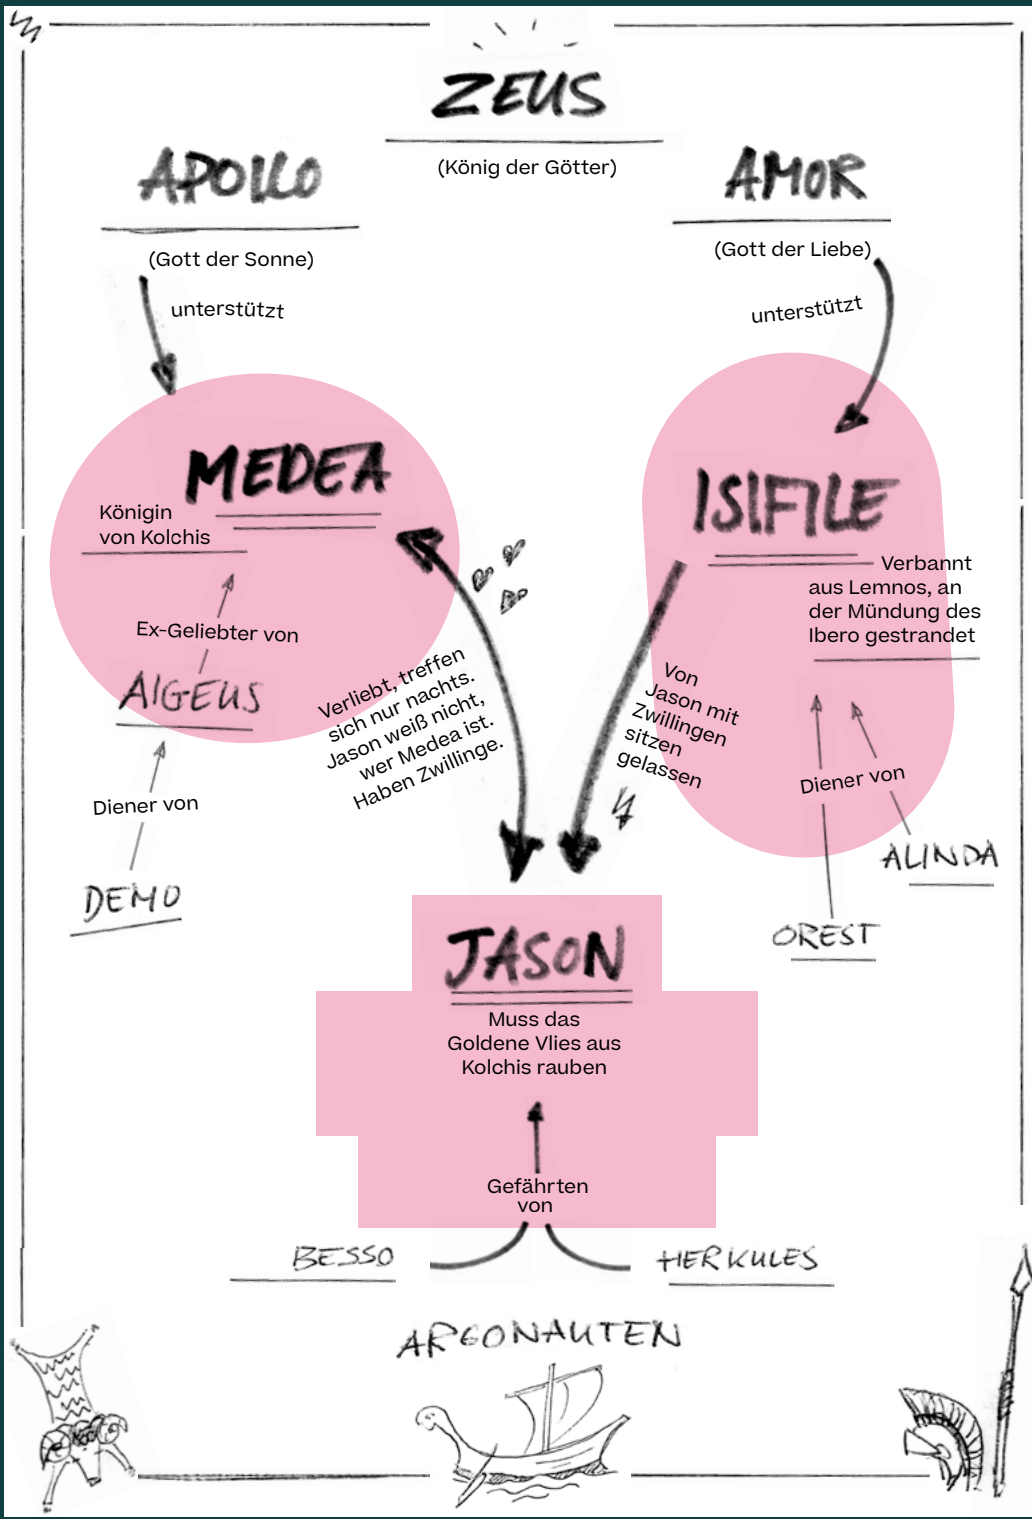 ZEUS
(König der Götter)
APOLLO
(Gott der Sonne)
unterstützt
AMOR
(Gott der Liebe)
unterstützt
MEDEA
Königin
von Kolchis
Ex-Geliebter von
AIGEUS
Diener von
DEMO
Verliebt, treffen
sich nur nachts.
Jason weiß nicht,
wer Medea ist.
Haben Zwillinge.
ISIFILE
Verbannt
aus Lemnos, an
der Mündung des
Ibero gestrandet
Von
Jason mit
Zwillingen
sitzen
gelassen
Diener von
ALINDA
OREST
JASON
Muss das
Goldene Vlies aus
Kolchis rauben
Gefährten
von
BESSO
HERKULES
ARGONAUTEN